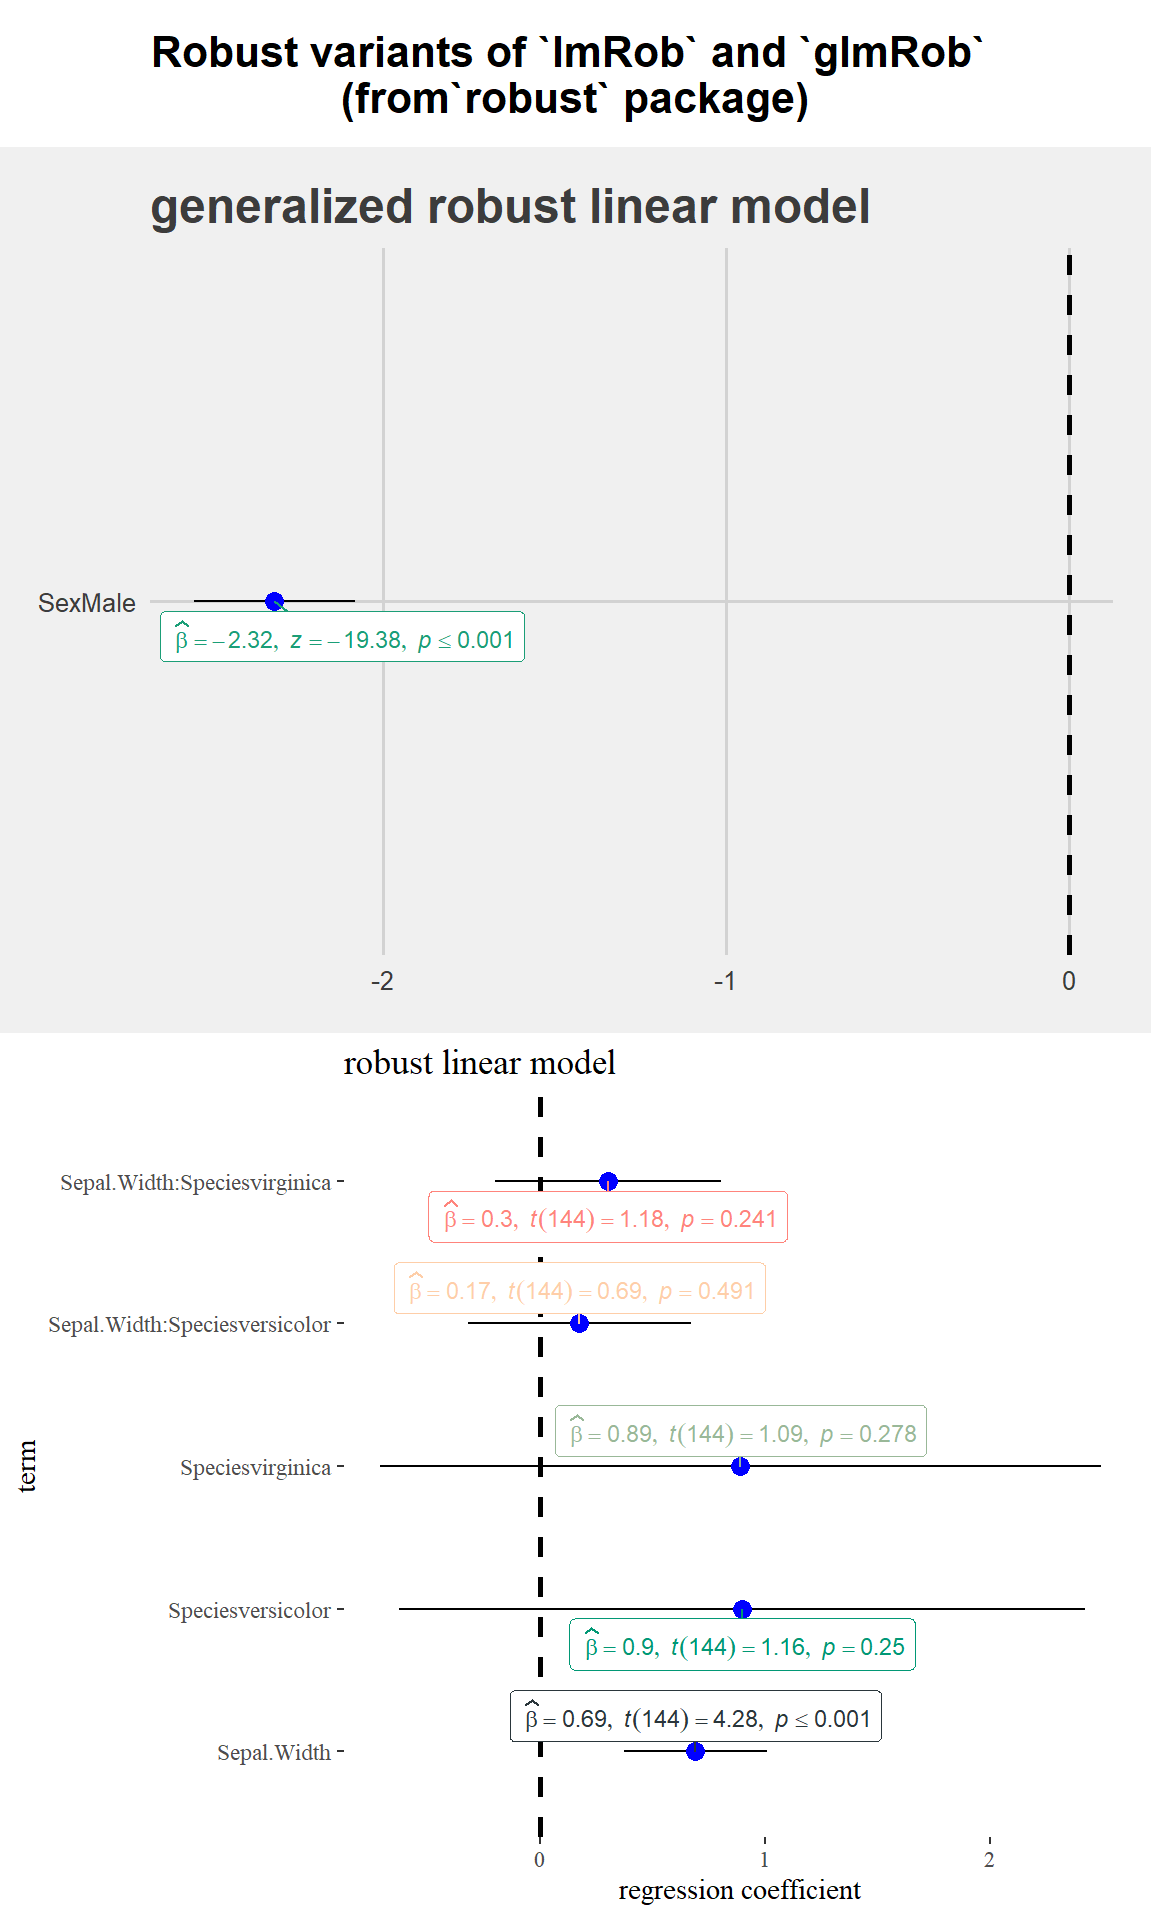 Robust variants of `lmRob` and `glmRob`
(from`robust` package)
generalized robust linear model
SexMale
β̂ = −2.32, z = −19.38, p ≤ 0.001
-2 -1 0
robust linear model
Sepal.Width:Speciesvirginica
β̂ = 0.3, t(144) = 1.18, p = 0.241
β̂ = 0.17, t(144) = 0.69, p = 0.491
Sepal.Width:Speciesversicolor
β̂ = 0.89, t(144) = 1.09, p = 0.278
term
Speciesvirginica
Speciesversicolor
β̂ = 0.9, t(144) = 1.16, p = 0.25
β̂ = 0.69, t(144) = 4.28, p ≤ 0.001
Sepal.Width
0 1 2
regression coefficient